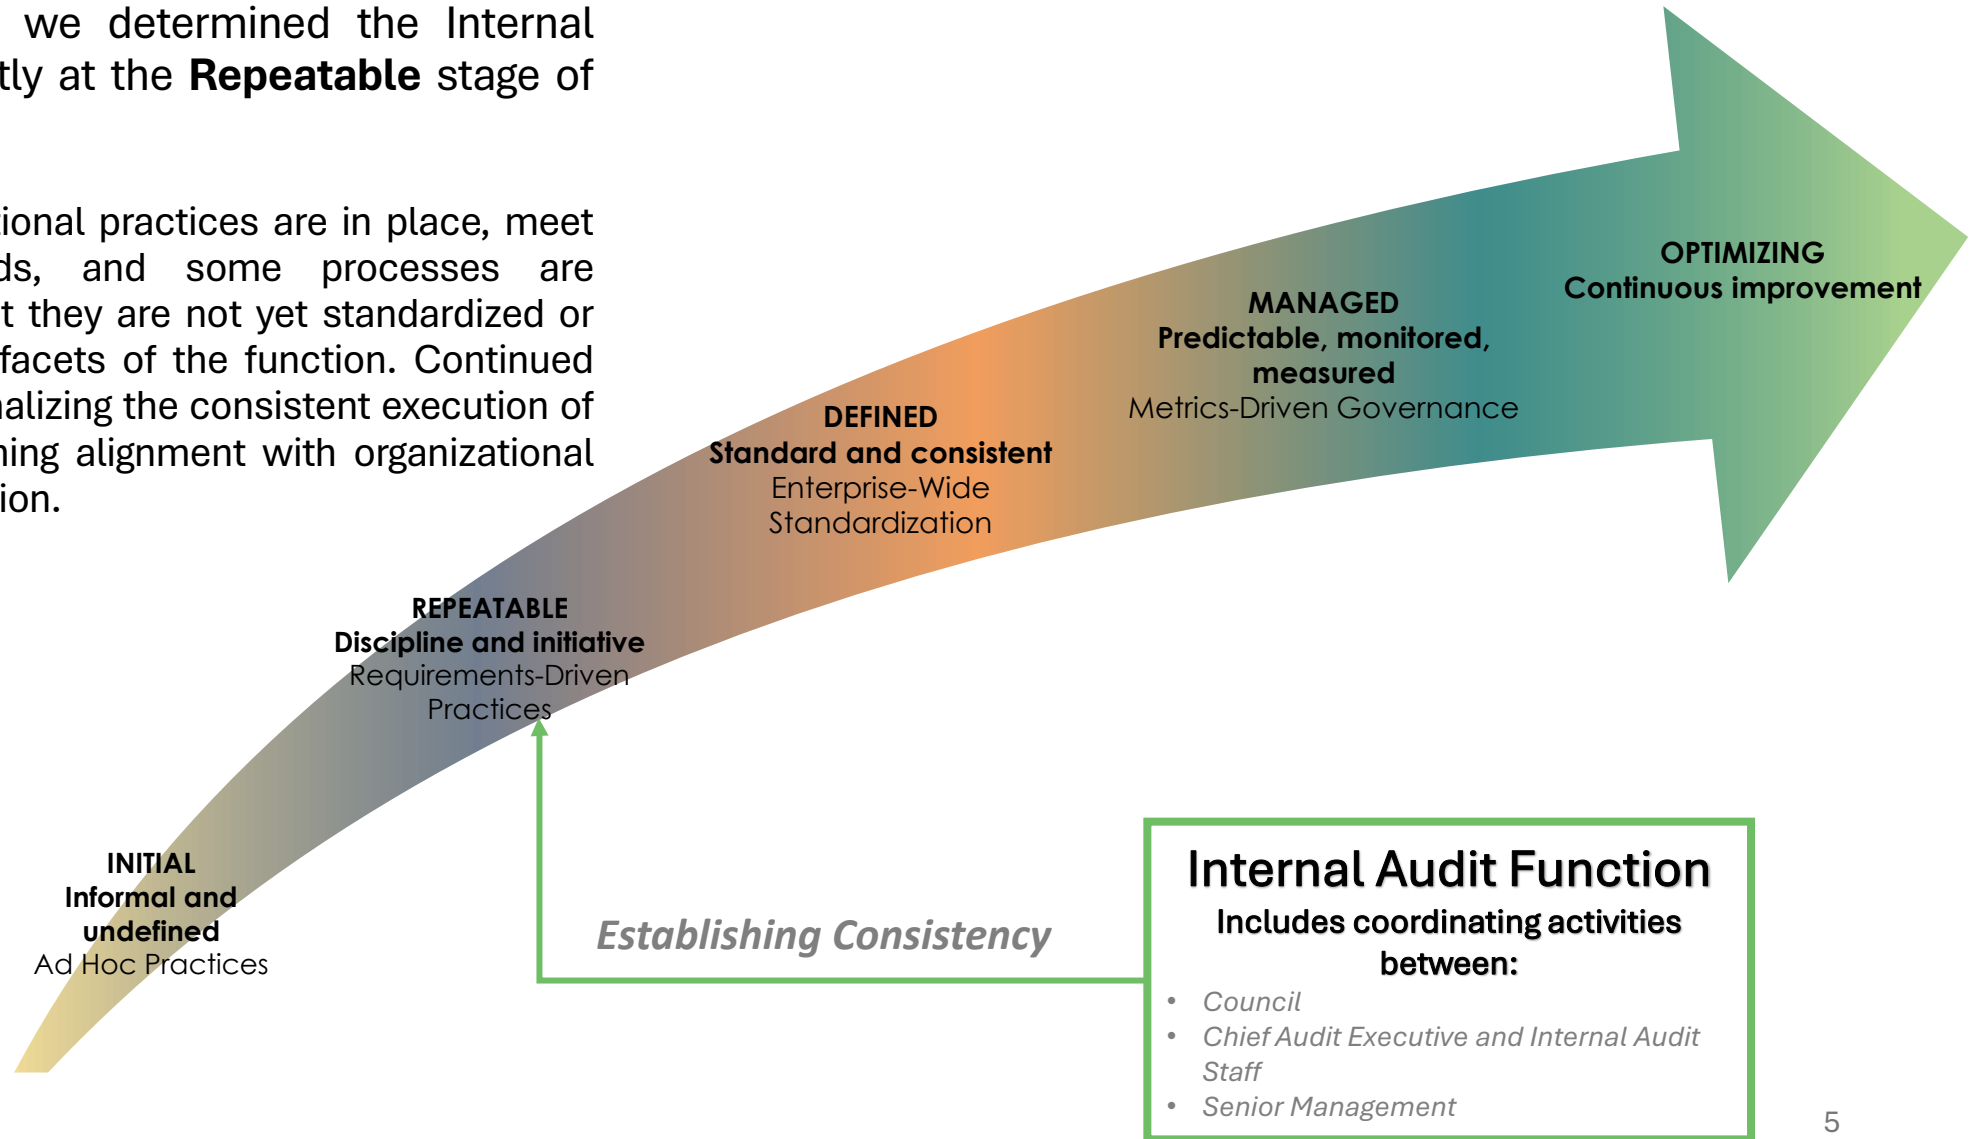 we determined the Internal
tly at the Repeatable stage of
tional practices are in place, meet
ds, and some processes are
t they are not yet standardized or
facets of the function. Continued
nalizing the consistent execution of
ning alignment with organizational
ion.
OPTIMIZING
Continuous improvement
MANAGED
Predictable, monitored,
measured
Metrics-Driven Governance
DEFINED
Standard and consistent
Enterprise-Wide
Standardization
REPEATABLE
Discipline and initiative
Requirements-Driven
Practices
INITIAL
Informal and
undefined
Ad Hoc Practices
Establishing Consistency
Internal Audit Function
Includes coordinating activities
between:
• Council
• Chief Audit Executive and Internal Audit
Staff
• Senior Management
5